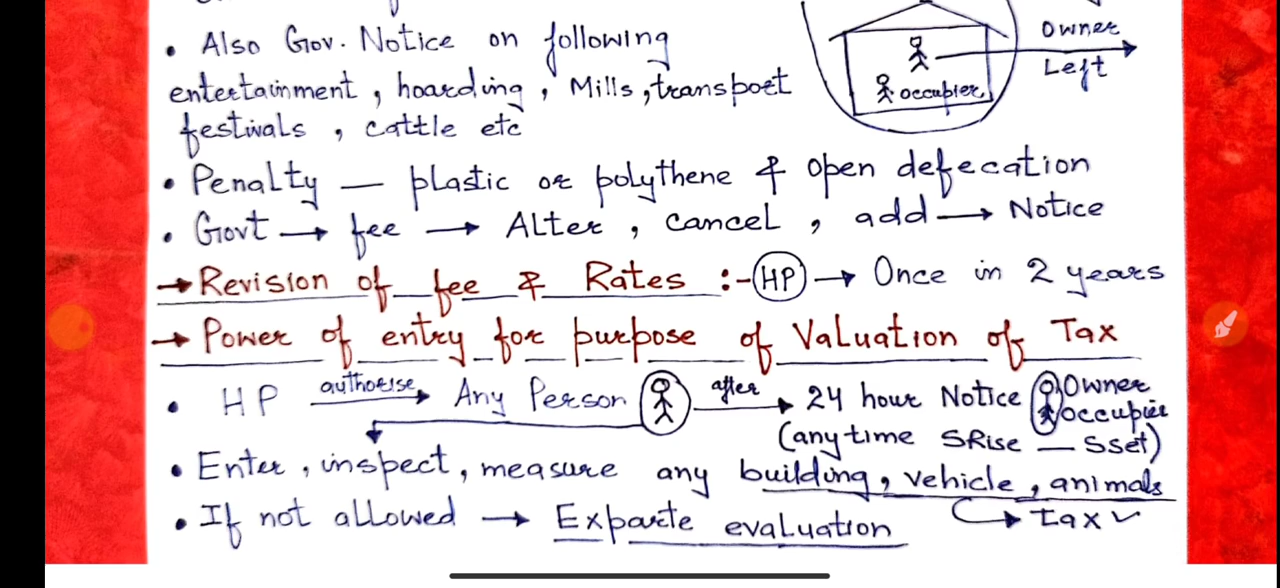 • Also Gov. Notice on following
entertainment, hoarding, Mills, transport
festivals, cattle etc
Owner
Left
occupier
• Penalty — plastic or polythene & open defecation
• Govt → fee → Alter, cancel, add → Notice
→ Revision of fee & Rates :- HP → Once in 2 years
→ Power of entry for purpose of Valuation of Tax
• HP authorise → Any Person after → 24 hour Notice Owner
occupier
(anytime SRise — Sset)
• Enter, inspect, measure any building, vehicle, animals
• If not allowed → Exparte evaluation → Tax ✓